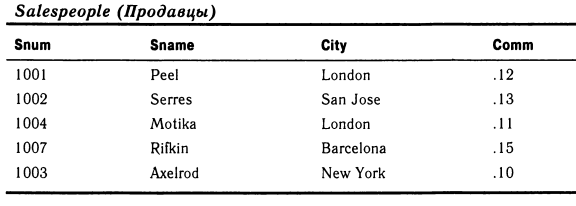 Salespeople (Продавцы)
Snum Sname City Comm
1001 Peel London .12
1002 Serres San Jose .13
1004 Motika London .11
1007 Rifkin Barcelona .15
1003 Axelrod New York .10